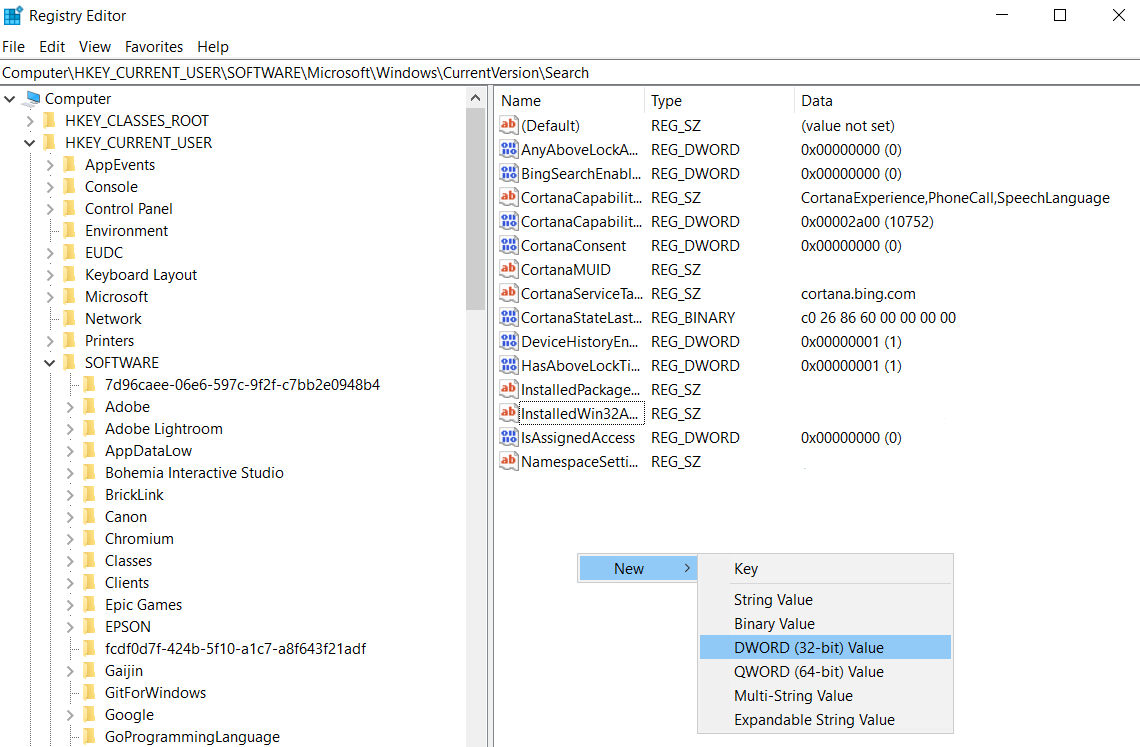 Registry Editor
File Edit View Favorites Help
Computer\HKEY_CURRENT_USER\SOFTWARE\Microsoft\Windows\CurrentVersion\Search
Computer
HKEY_CLASSES_ROOT
HKEY_CURRENT_USER
AppEvents
Console
Control Panel
Environment
EUDC
Keyboard Layout
Microsoft
Network
Printers
SOFTWARE
7d96caee-06e6-597c-9f2f-c7bb2e0948b4
Adobe
Adobe Lightroom
AppDataLow
Bohemia Interactive Studio
BrickLink
Canon
Chromium
Classes
Clients
Epic Games
EPSON
fcdf0d7f-424b-5f10-a1c7-a8f643f21adf
Gaijin
GitForWindows
Google
GoProgrammingLanguage
Name Type Data
(Default) REG_SZ (value not set)
AnyAboveLockA... REG_DWORD 0x00000000 (0)
BingSearchEnabl... REG_DWORD 0x00000000 (0)
CortanaCapabilit... REG_SZ CortanaExperience,PhoneCall,SpeechLanguage
CortanaCapabilit... REG_DWORD 0x00002a00 (10752)
CortanaConsent REG_DWORD 0x00000000 (0)
CortanaMUID REG_SZ
CortanaServiceTa... REG_SZ cortana.bing.com
CortanaStateLast... REG_BINARY c0 26 86 60 00 00 00 00
DeviceHistoryEn... REG_DWORD 0x00000001 (1)
HasAboveLockTi... REG_DWORD 0x00000001 (1)
InstalledPackage... REG_SZ
InstalledWin32A... REG_SZ
IsAssignedAccess REG_DWORD 0x00000000 (0)
NamespaceSetti... REG_SZ
New
Key
String Value
Binary Value
DWORD (32-bit) Value
QWORD (64-bit) Value
Multi-String Value
Expandable String Value